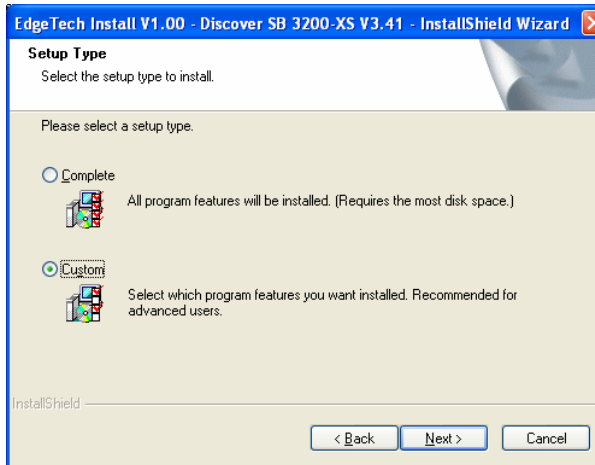 EdgeTech Install V1.00 - Discover SB 3200-XS V3.41 - InstallShield Wizard
Setup Type
Select the setup type to install.
Please select a setup type.
Complete
All program features will be installed. (Requires the most disk space.)
Custom
Select which program features you want installed. Recommended for
advanced users.
InstallShield
< Back
Next >
Cancel